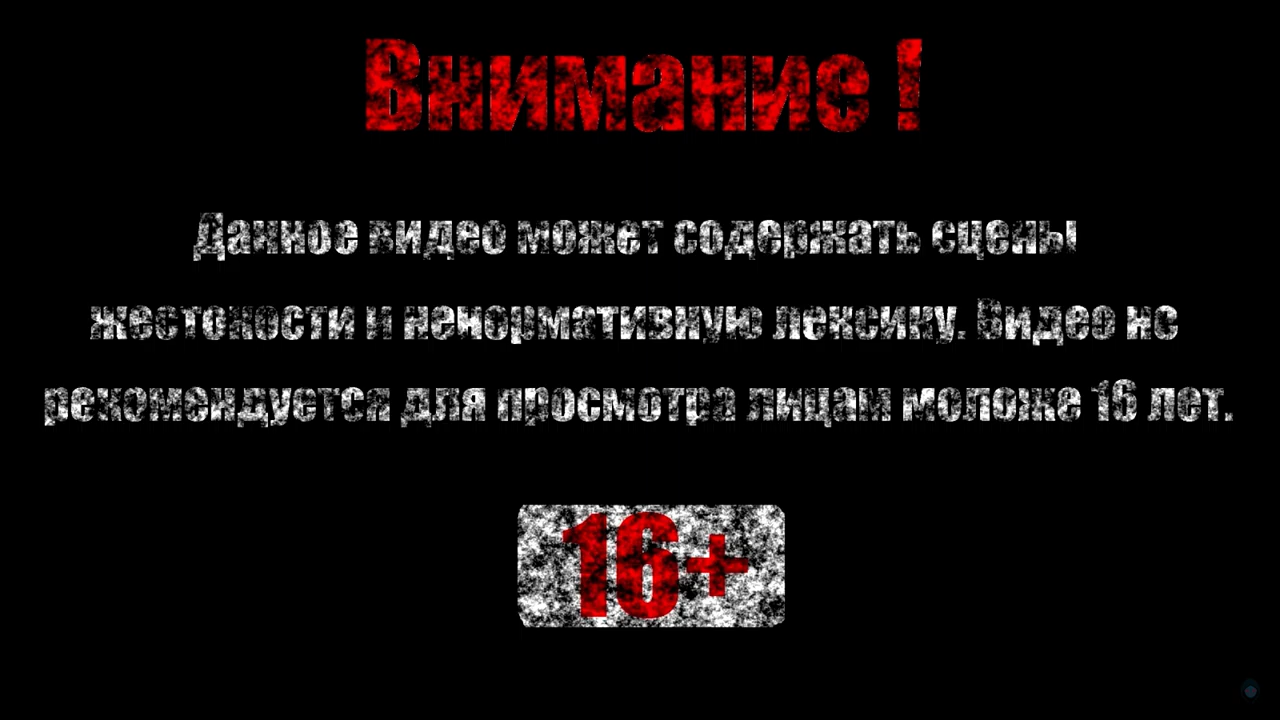 Внимание !
Данное видео может содержать сцены
жестокости и ненормативную лексику. Видео не
рекомендуется для просмотра лицам моложе 16 лет.
16+